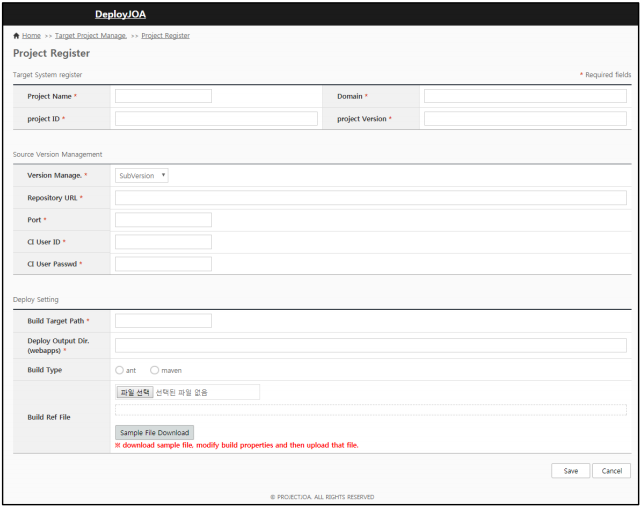 DeployJOA
Home >> Target Project Manage. >> Project Register
Project Register
Target System register * Required fields
Project Name * Domain *
project ID * project Version *
Source Version Management
Version Manage. * SubVersion
Repository URL *
Port *
CI User ID *
CI User Passwd *
Deploy Setting
Build Target Path *
Deploy Output Dir.
(webapps) *
Build Type ant maven
파일 선택 선택된 파일 없음
Build Ref File
Sample File Download
※ download sample file, modify build properties and then upload that file.
Save Cancel
© PROJECTJOA. ALL RIGHTS RESERVED